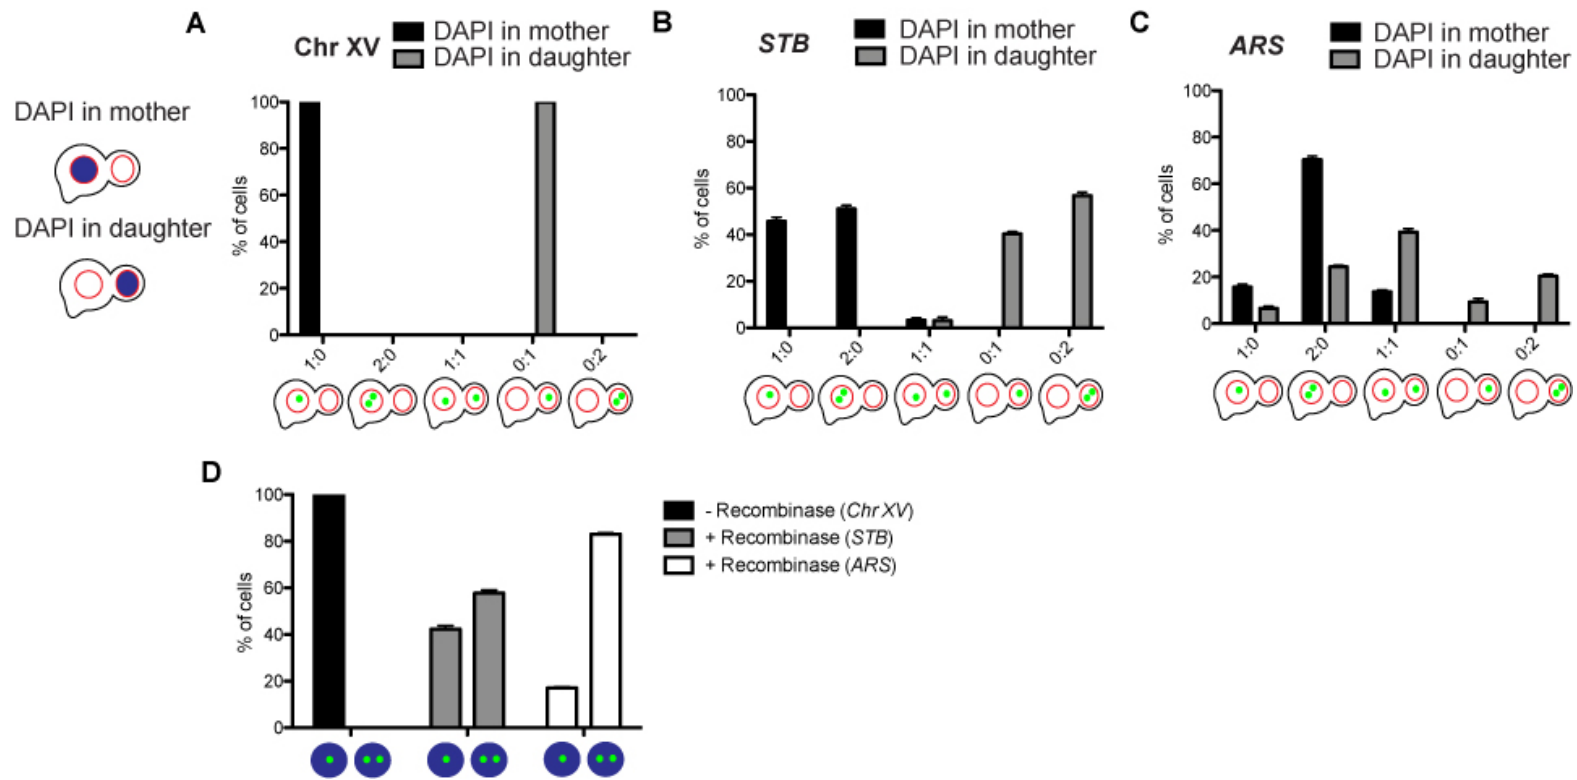 A
Chr XV
DAPI in mother
DAPI in daughter
B
STB
DAPI in mother
DAPI in daughter
C
ARS
DAPI in mother
DAPI in daughter
DAPI in mother
DAPI in daughter
% of cells
100
80
60
40
20
0
1:0
2:0
1:1
0:1
0:2
% of cells
100
80
60
40
20
0
1:0
2:0
1:1
0:1
0:2
% of cells
100
80
60
40
20
0
1:0
2:0
1:1
0:1
0:2
D
% of cells
100
80
60
40
20
0
- Recombinase (Chr XV)
+ Recombinase (STB)
+ Recombinase (ARS)